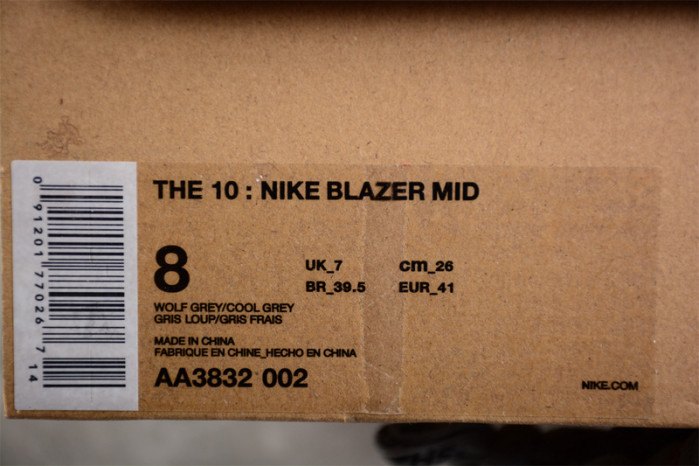 THE 10 : NIKE BLAZER MID
8
UK_7 cm_26
BR_39.5 EUR_41
WOLF GREY/COOL GREY
GRIS LOUP/GRIS FRAIS
MADE IN CHINA
FABRIQUE EN CHINE_HECHO EN CHINA
AA3832 002
NIKE.COM
0 91201 77026 7 14